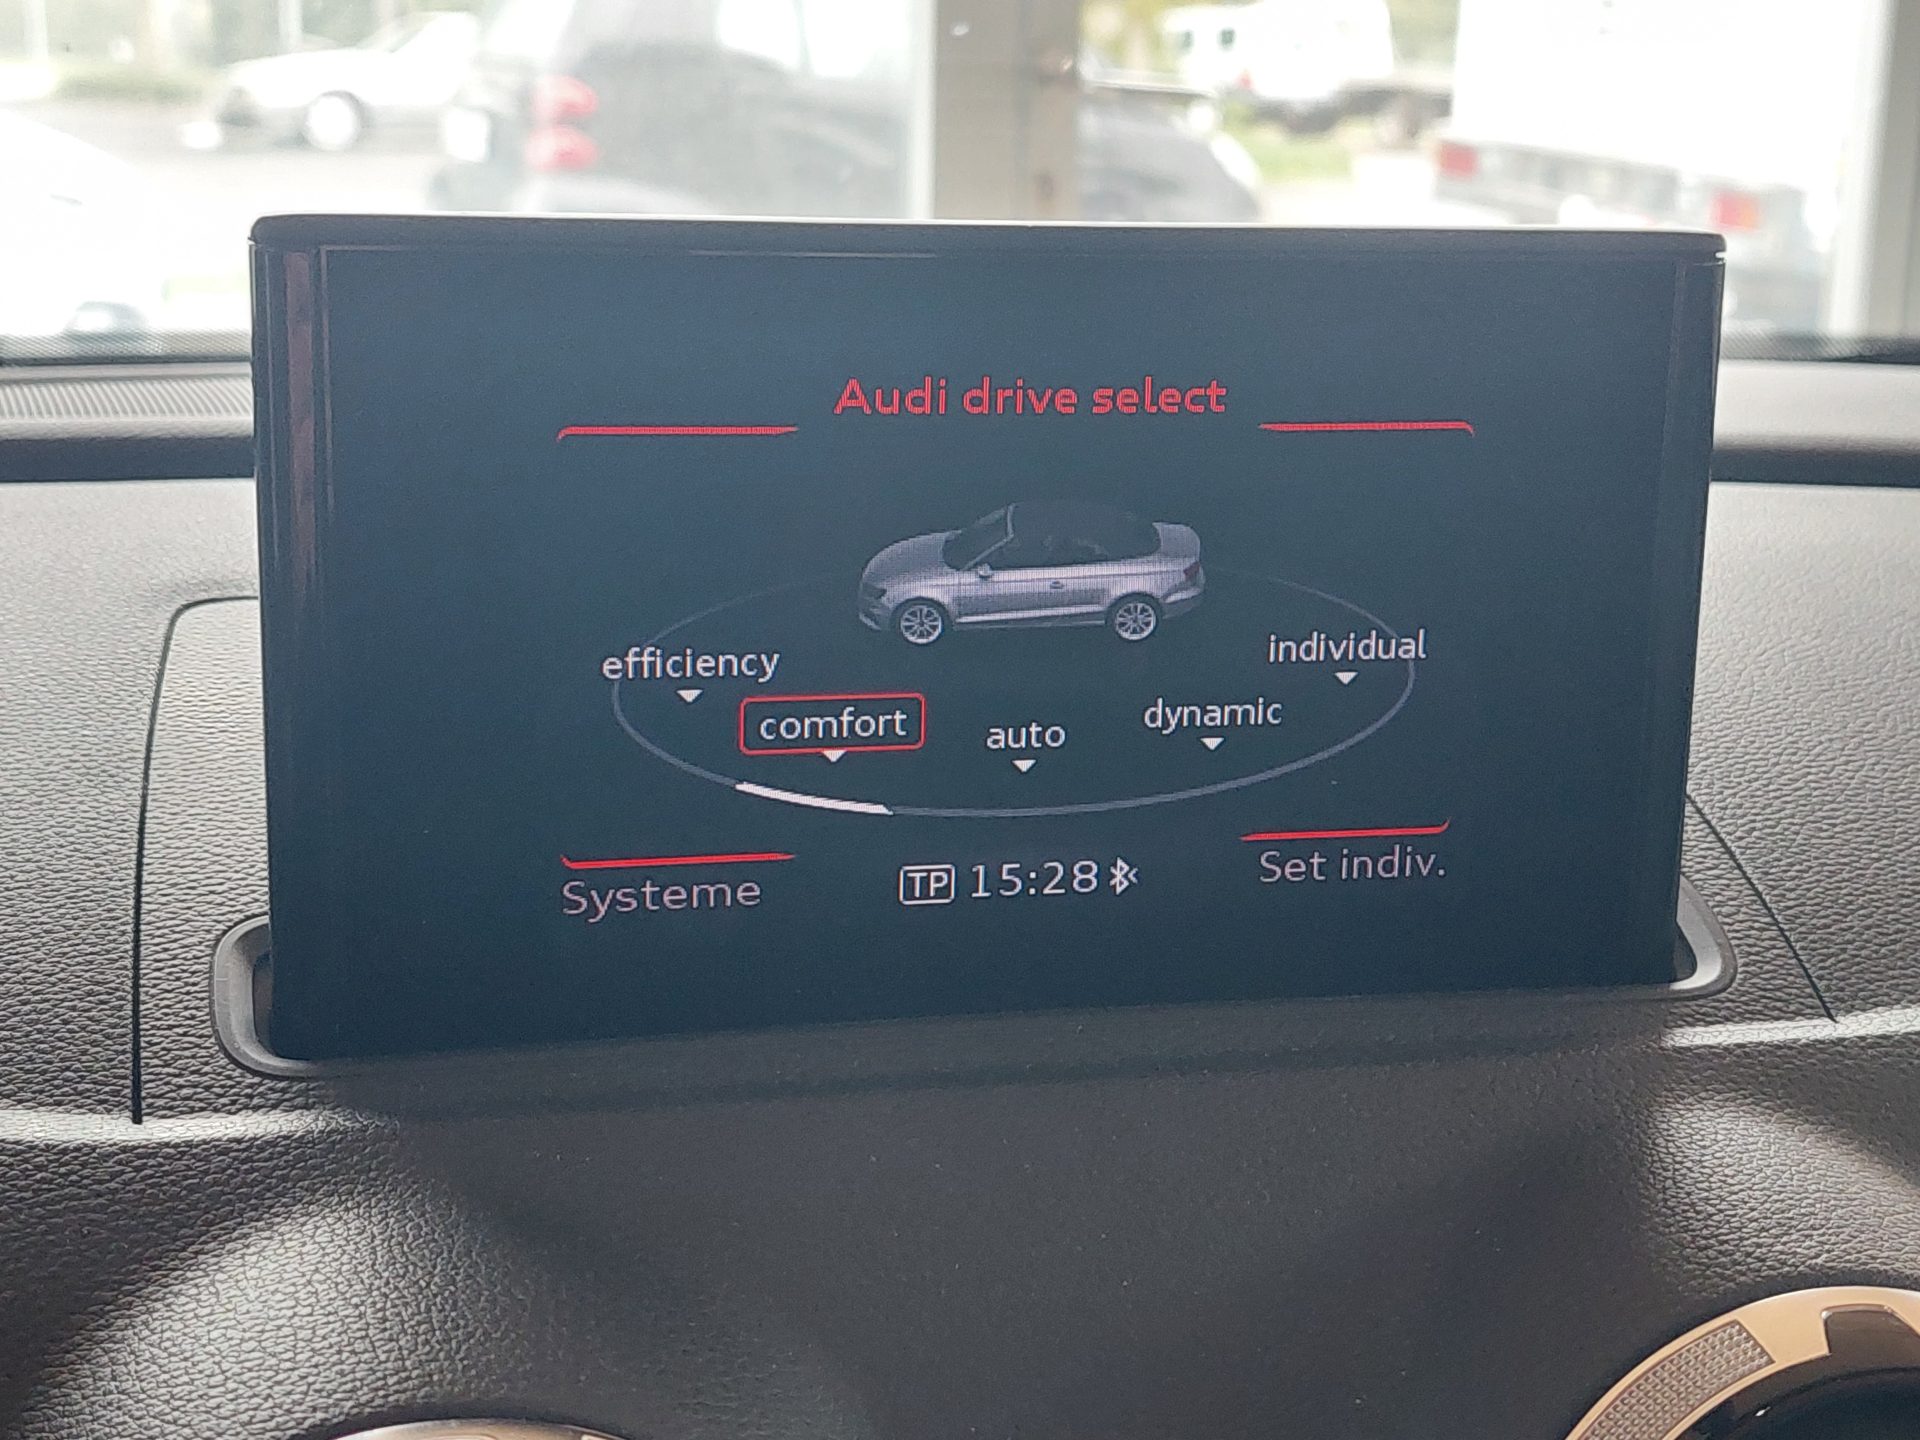 Audi drive select
efficiency
comfort
auto
dynamic
individual
Systeme
TP 15:28
Set indiv.